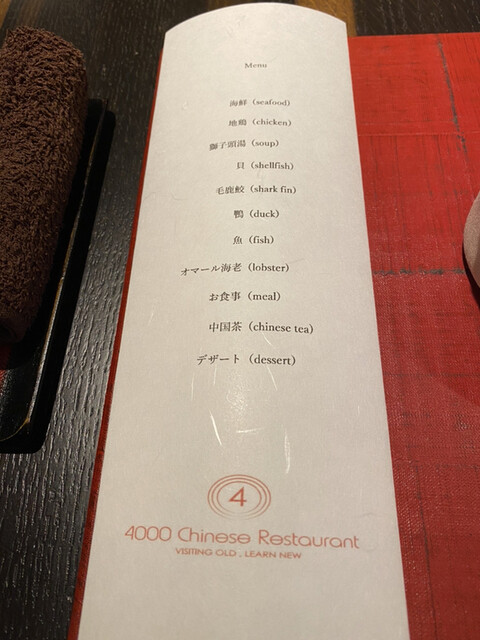 Menu
海鮮（seafood）
地鶏（chicken）
獅子頭湯（soup）
貝（shellfish）
毛鹿鮫（shark fin）
鴨（duck）
魚（fish）
オマール海老（lobster）
お食事（meal）
中国茶（chinese tea）
デザート（dessert）
4
4000 Chinese Restaurant
VISITING OLD , LEARN NEW